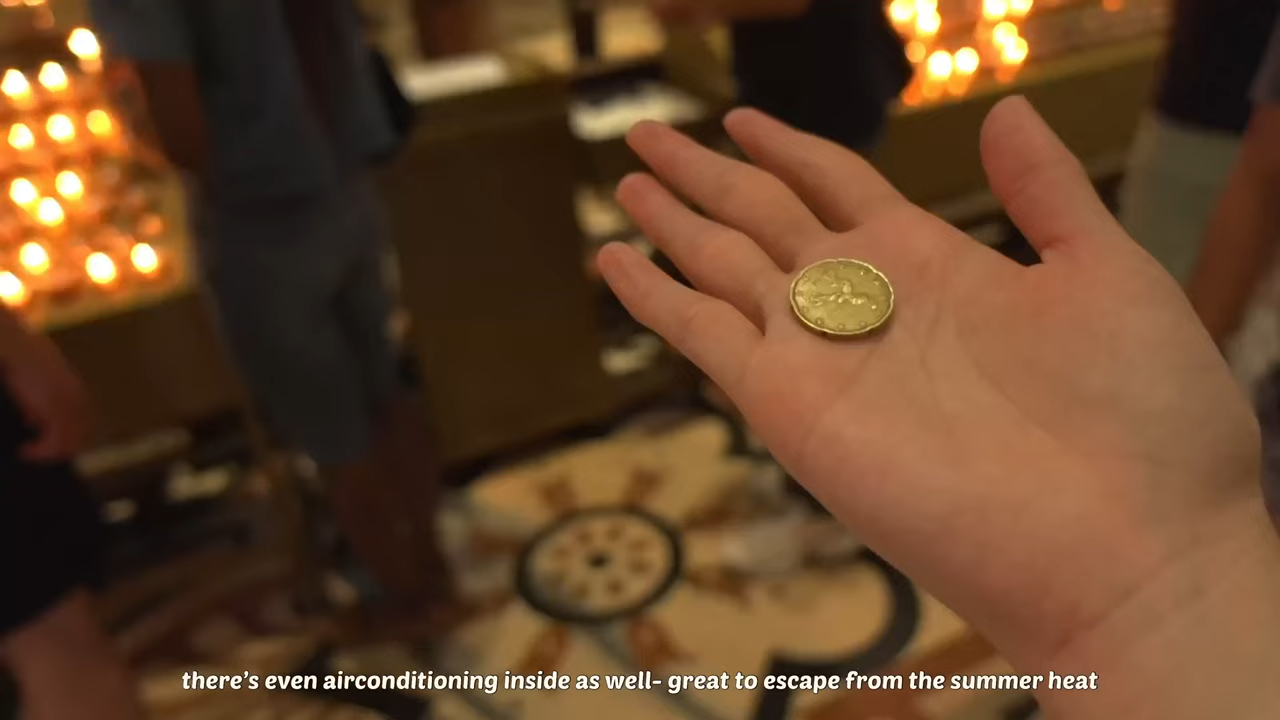 there's even airconditioning inside as well- great to escape from the summer heat